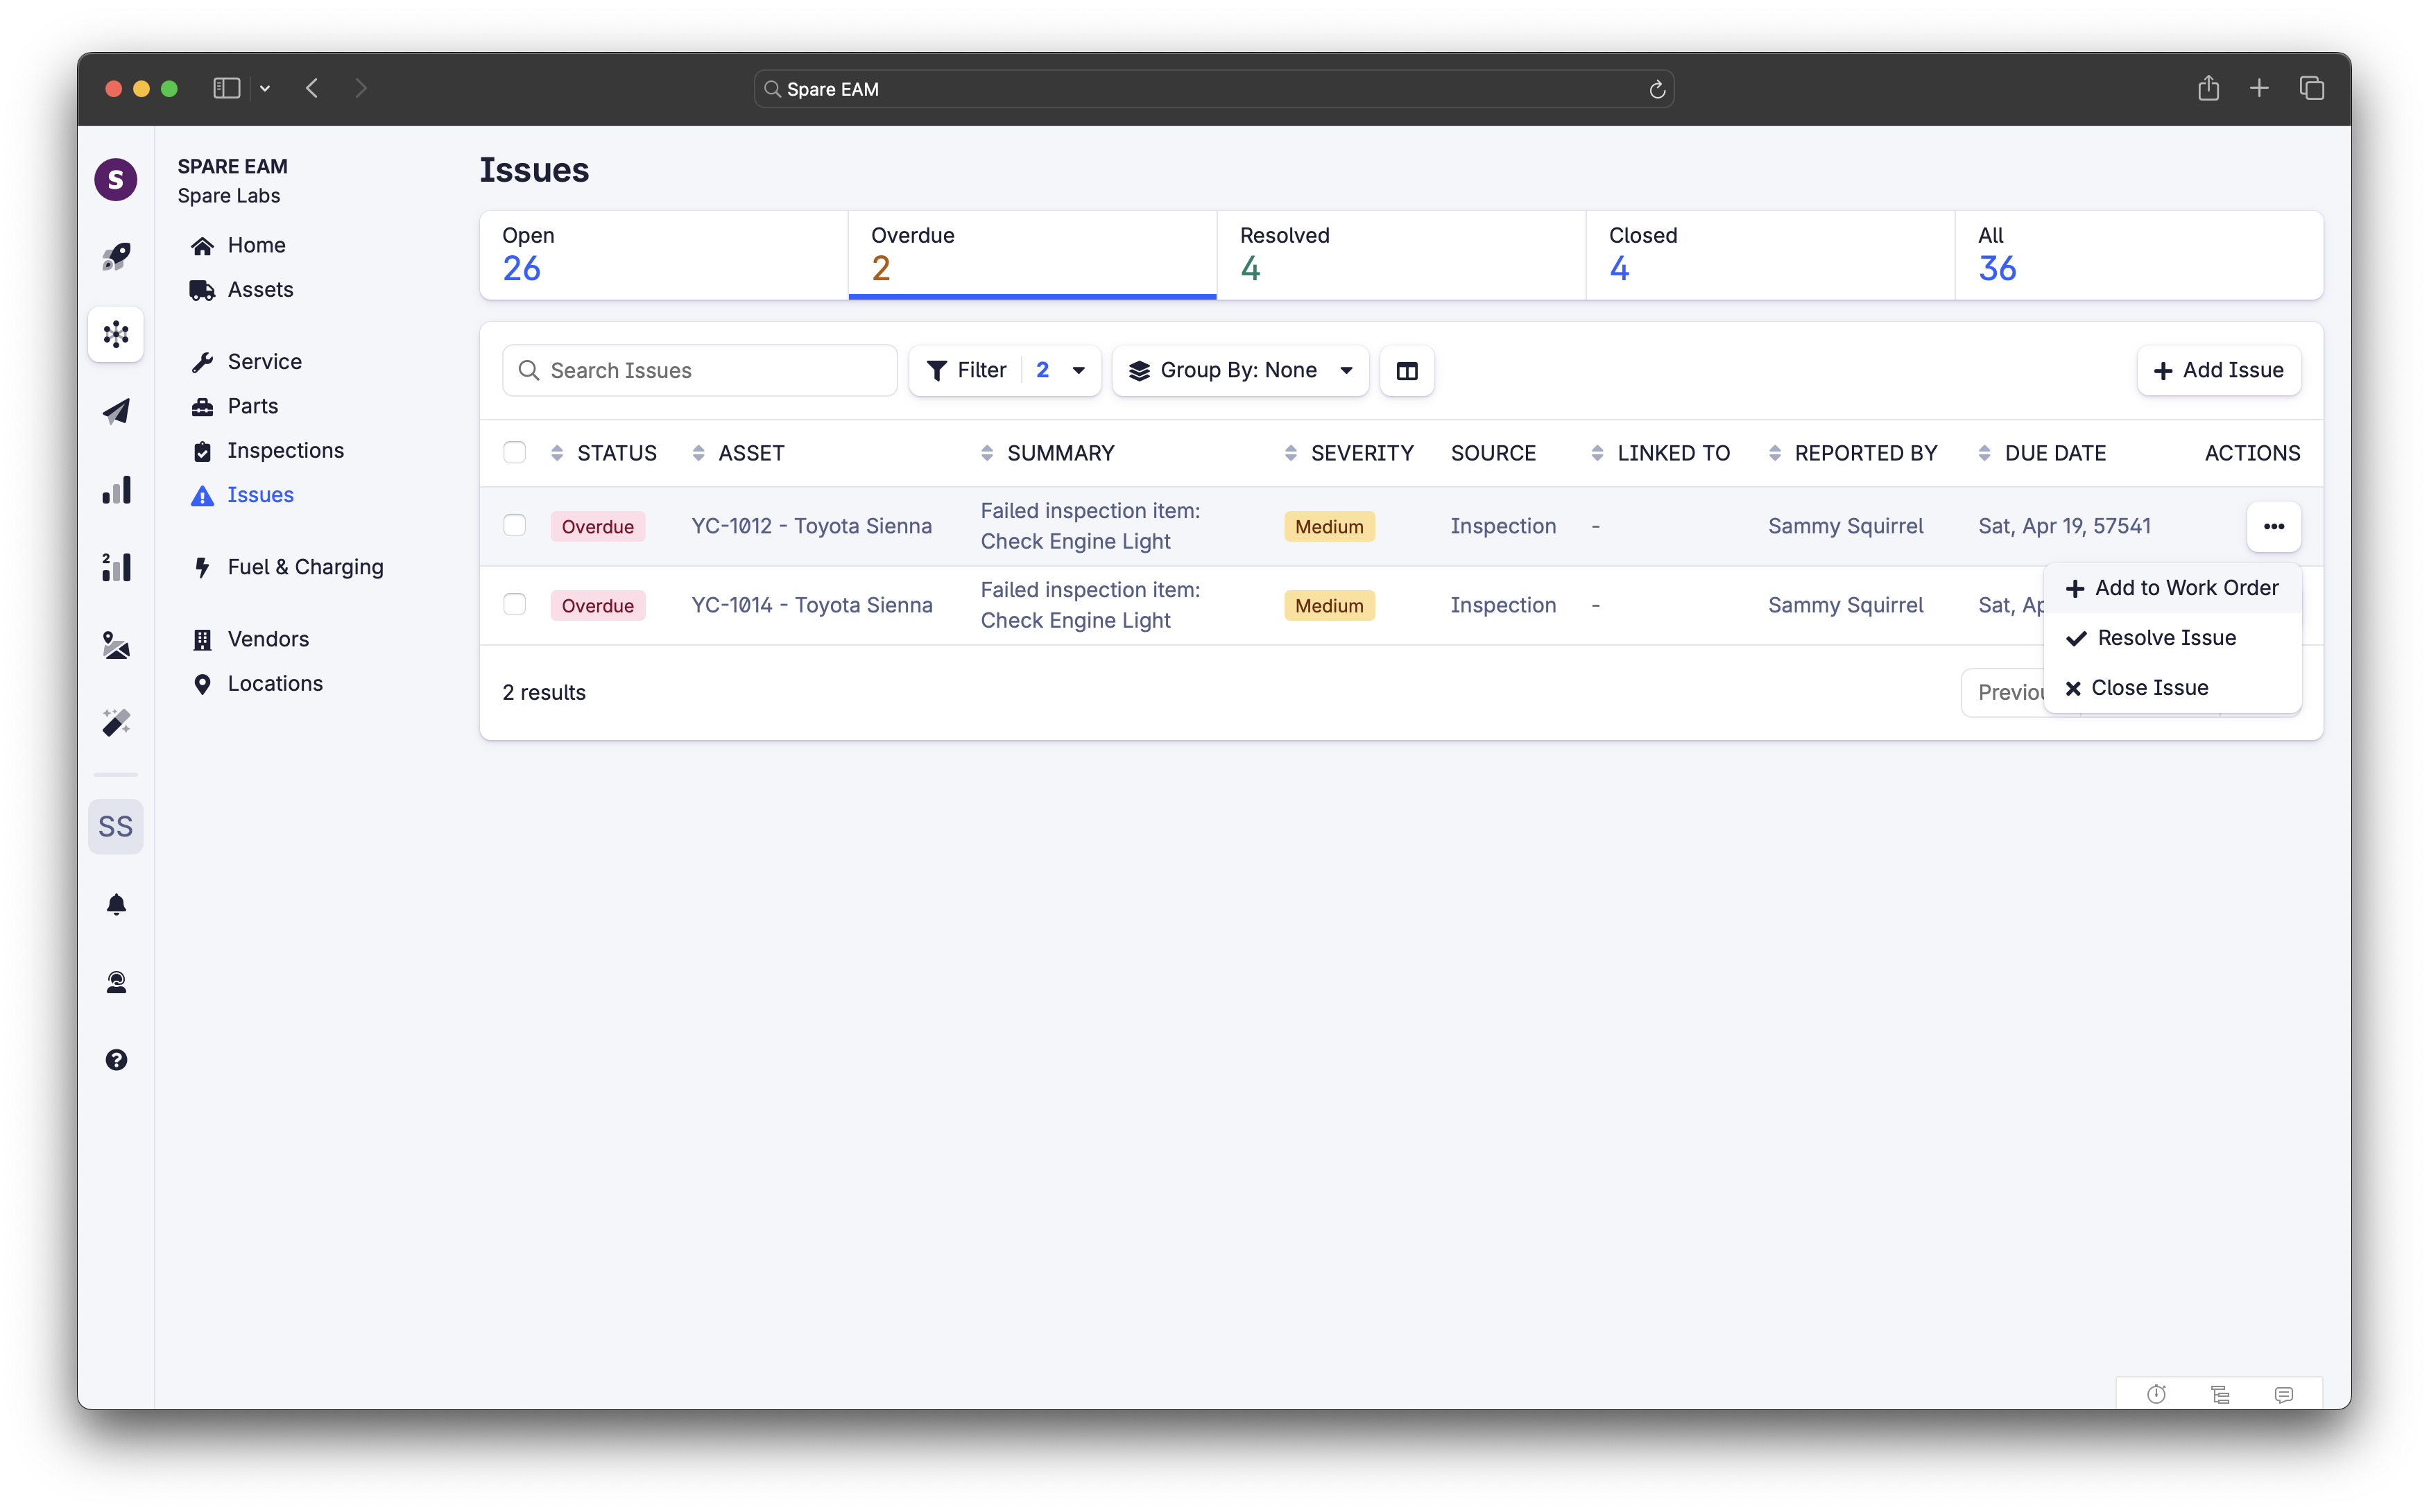 Spare EAM
S
SPARE EAM
Spare Labs
Home
Assets
Service
Parts
Inspections
Issues
Fuel & Charging
Vendors
Locations
2
SS
Issues
Open
26
Overdue
2
Resolved
4
Closed
4
All
36
Search Issues
Filter 2
Group By: None
Add Issue
STATUS ASSET SUMMARY SEVERITY SOURCE LINKED TO REPORTED BY DUE DATE ACTIONS
Overdue YC-1012 - Toyota Sienna Failed inspection item: Medium Inspection - Sammy Squirrel Sat, Apr 19, 57541
Check Engine Light
Overdue YC-1014 - Toyota Sienna Failed inspection item: Medium Inspection - Sammy Squirrel Sat, Ap
Check Engine Light
Add to Work Order
Resolve Issue
Close Issue
2 results
Previou